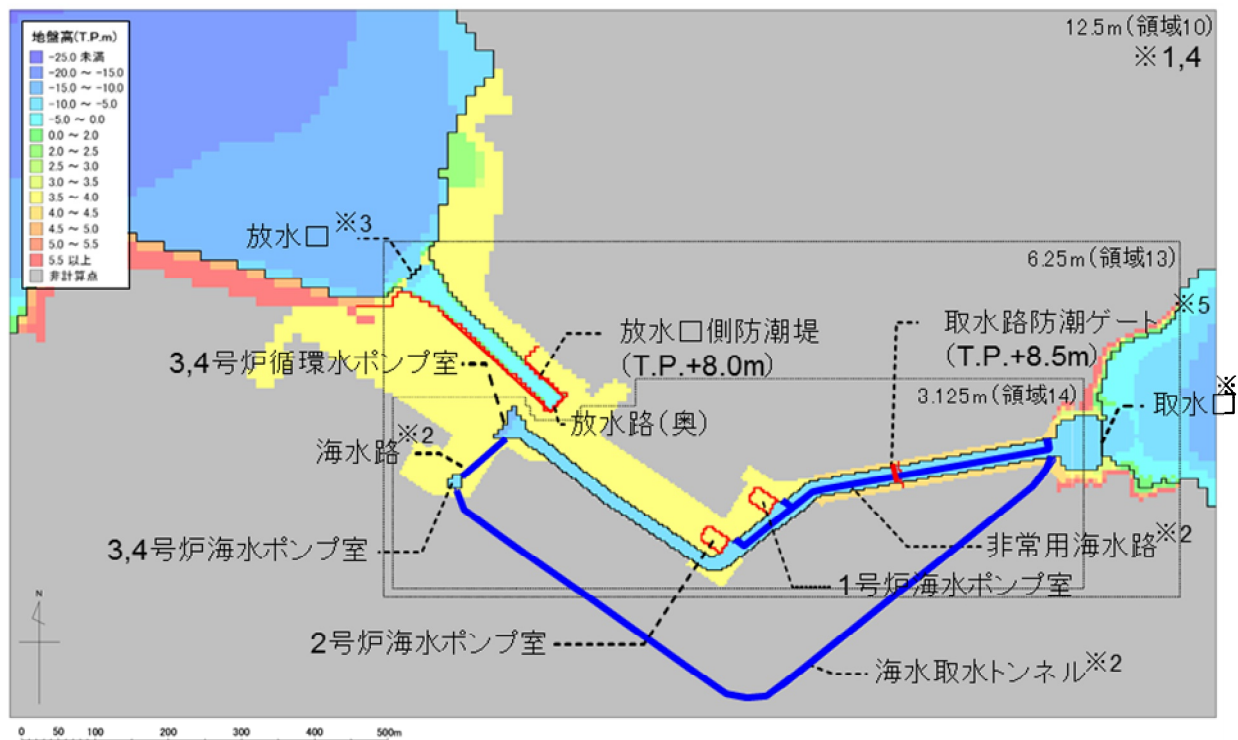 地盤高(T.P.m)
-25.0 未満
-20.0 ～ -15.0
-15.0 ～ -10.0
-10.0 ～ -5.0
-5.0 ～ 0.0
0.0 ～ 2.0
2.0 ～ 2.5
2.5 ～ 3.0
3.0 ～ 3.5
3.5 ～ 4.0
4.0 ～ 4.5
4.5 ～ 5.0
5.0 ～ 5.5
5.5 以上
非計算点
12.5m(領域10)
※1,4
放水口※3
6.25m(領域13)
放水口側防潮堤
(T.P.+8.0m)
取水路防潮ゲート※5
(T.P.+8.5m)
3,4号炉循環水ポンプ室
3.125m(領域14)
取水口※
放水路(奥)
海水路※2
3,4号炉海水ポンプ室
非常用海水路※2
1号炉海水ポンプ室
2号炉海水ポンプ室
海水取水トンネル※2
N
0 50 100 200 300 400 500m